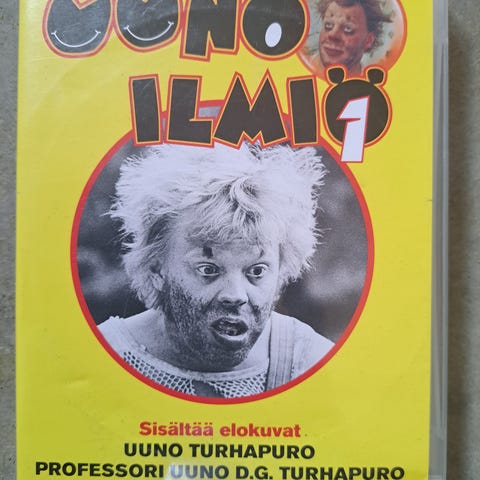 UUNO
ILMIÖ
1
Sisältää elokuvat
UUNO TURHAPURO
PROFESSORI UUNO D.G. TURHAPURO